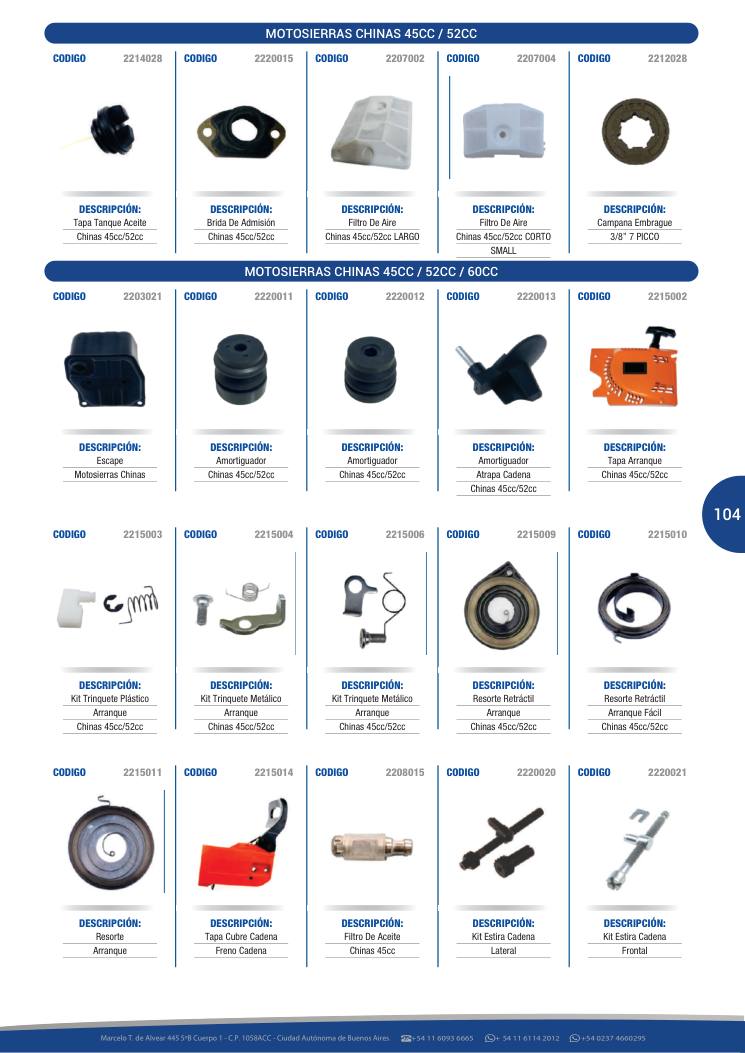 MOTOSIERRAS CHINAS 45CC / 52CC
CODIGO 2214028
DESCRIPCIÓN:
Tapa Tanque Aceite
Chinas 45cc/52cc
CODIGO 2220015
DESCRIPCIÓN:
Brida De Admisión
Chinas 45cc/52cc
CODIGO 2207002
DESCRIPCIÓN:
Filtro De Aire
Chinas 45cc/52cc LARGO
CODIGO 2207004
DESCRIPCIÓN:
Filtro De Aire
Chinas 45cc/52cc CORTO
SMALL
CODIGO 2212028
DESCRIPCIÓN:
Campana Embrague
3/8" 7 PICCO
MOTOSIERRAS CHINAS 45CC / 52CC / 60CC
CODIGO 2203021
DESCRIPCIÓN:
Escape
Motosierras Chinas
CODIGO 2220011
DESCRIPCIÓN:
Amortiguador
Chinas 45cc/52cc
CODIGO 2220012
DESCRIPCIÓN:
Amortiguador
Chinas 45cc/52cc
CODIGO 2220013
DESCRIPCIÓN:
Amortiguador
Atrapa Cadena
Chinas 45cc/52cc
CODIGO 2215002
DESCRIPCIÓN:
Tapa Arranque
Chinas 45cc/52cc
104
CODIGO 2215003
DESCRIPCIÓN:
Kit Trinquete Plástico
Arranque
Chinas 45cc/52cc
CODIGO 2215004
DESCRIPCIÓN:
Kit Trinquete Metálico
Arranque
Chinas 45cc/52cc
CODIGO 2215006
DESCRIPCIÓN:
Kit Trinquete Metálico
Arranque
Chinas 45cc/52cc
CODIGO 2215009
DESCRIPCIÓN:
Resorte Retráctil
Arranque
Chinas 45cc/52cc
CODIGO 2215010
DESCRIPCIÓN:
Resorte Retráctil
Arranque Fácil
Chinas 45cc/52cc
CODIGO 2215011
DESCRIPCIÓN:
Resorte
Arranque
CODIGO 2215014
DESCRIPCIÓN:
Tapa Cubre Cadena
Freno Cadena
CODIGO 2208015
DESCRIPCIÓN:
Filtro De Aceite
Chinas 45cc
CODIGO 2220020
DESCRIPCIÓN:
Kit Estira Cadena
Lateral
CODIGO 2220021
DESCRIPCIÓN:
Kit Estira Cadena
Frontal
Marcelo T. de Alvear 445 5ºB Cuerpo 1 - C.P. 1058ACC - Ciudad Autónoma de Buenos Aires. +54 11 6093 6665 + 54 11 6114 2012 +54 0237 4660295